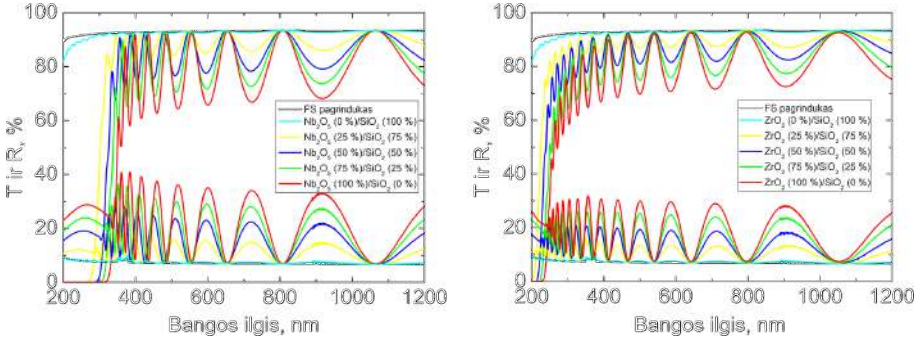 T ir R, %
100
80
60
40
20
0
FS pagrindukas
Nb₂O₅ (0 %)/SiO₂ (100 %)
Nb₂O₅ (25 %)/SiO₂ (75 %)
Nb₂O₅ (50 %)/SiO₂ (50 %)
Nb₂O₅ (75 %)/SiO₂ (25 %)
Nb₂O₅ (100 %)/SiO₂ (0 %)
200 400 600 800 1000 1200
Bangos ilgis, nm
T ir R, %
100
80
60
40
20
0
FS pagrindukas
ZrO₂ (0 %)/SiO₂ (100 %)
ZrO₂ (25 %)/SiO₂ (75 %)
ZrO₂ (50 %)/SiO₂ (50 %)
ZrO₂ (75 %)/SiO₂ (25 %)
ZrO₂ (100 %)/SiO₂ (0 %)
200 400 600 800 1000 1200
Bangos ilgis, nm